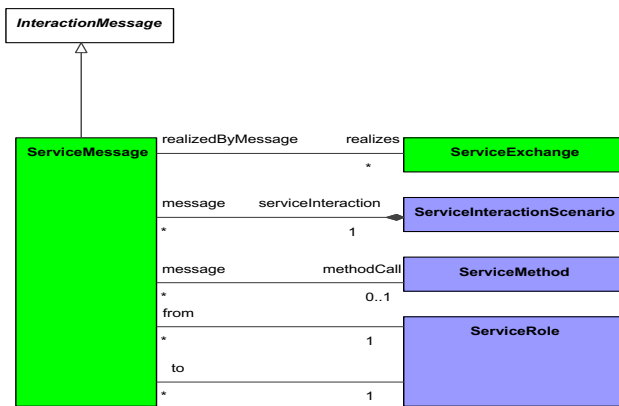 InteractionMessage
realizedByMessage realizes
ServiceMessage ServiceExchange
*
message serviceInteraction
ServiceInteractionScenario
* 1
message methodCall
ServiceMethod
* 0..1
from
ServiceRole
* 1
to
* 1